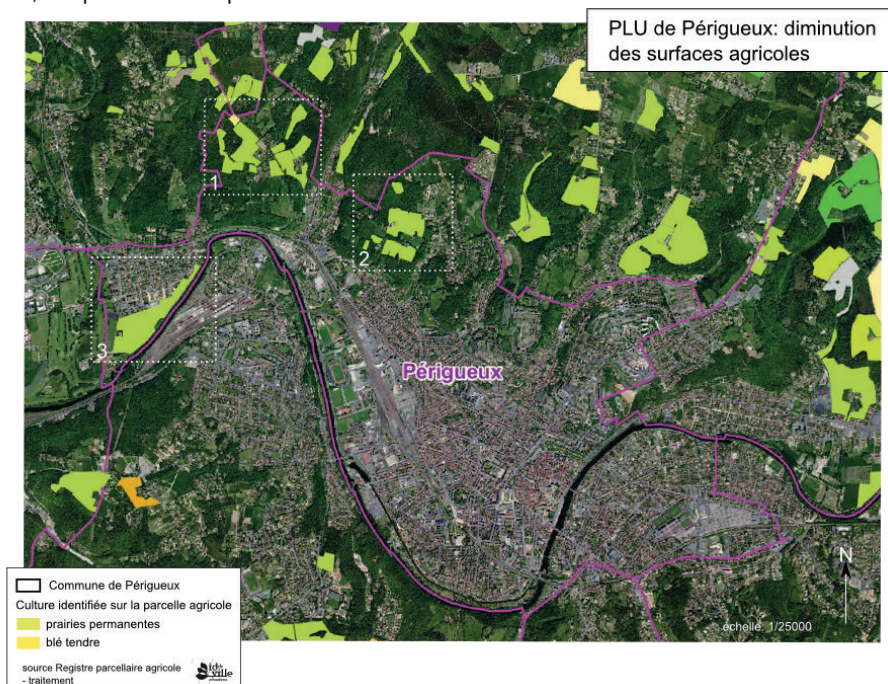 PLU de Périgueux: diminution
des surfaces agricoles
1
2
3
Périgueux
N
échelle: 1/25000
Commune de Périgueux
Culture identifiée sur la parcelle agricole
prairies permanentes
blé tendre
source Registre parcellaire agricole
- traitement
ville